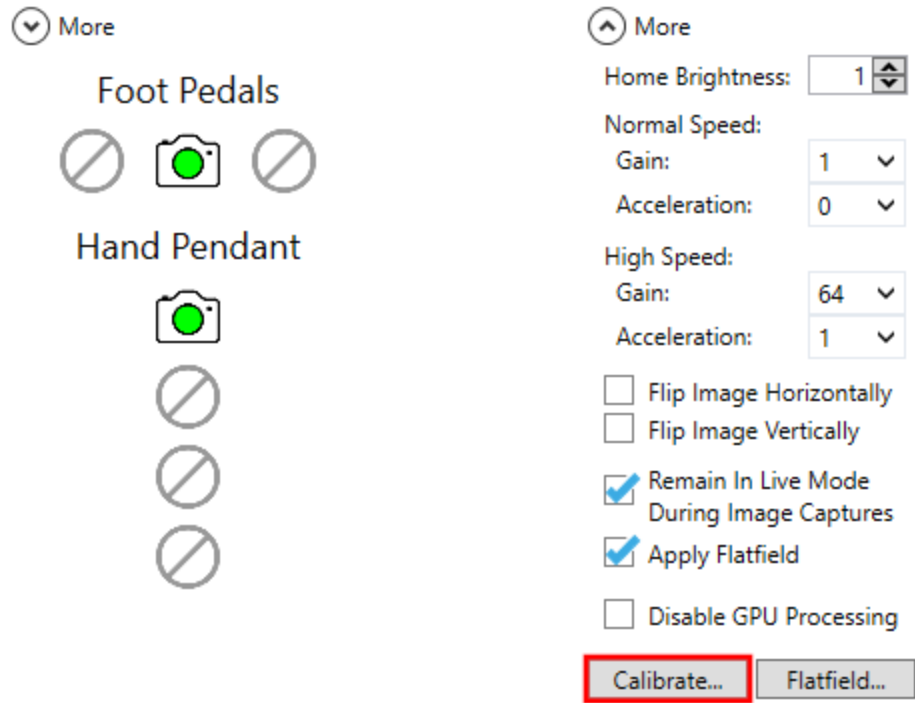 More
Foot Pedals
Hand Pendant
More
Home Brightness: 1
Normal Speed:
Gain: 1
Acceleration: 0
High Speed:
Gain: 64
Acceleration: 1
Flip Image Horizontally
Flip Image Vertically
Remain In Live Mode
During Image Captures
Apply Flatfield
Disable GPU Processing
Calibrate... Flatfield...